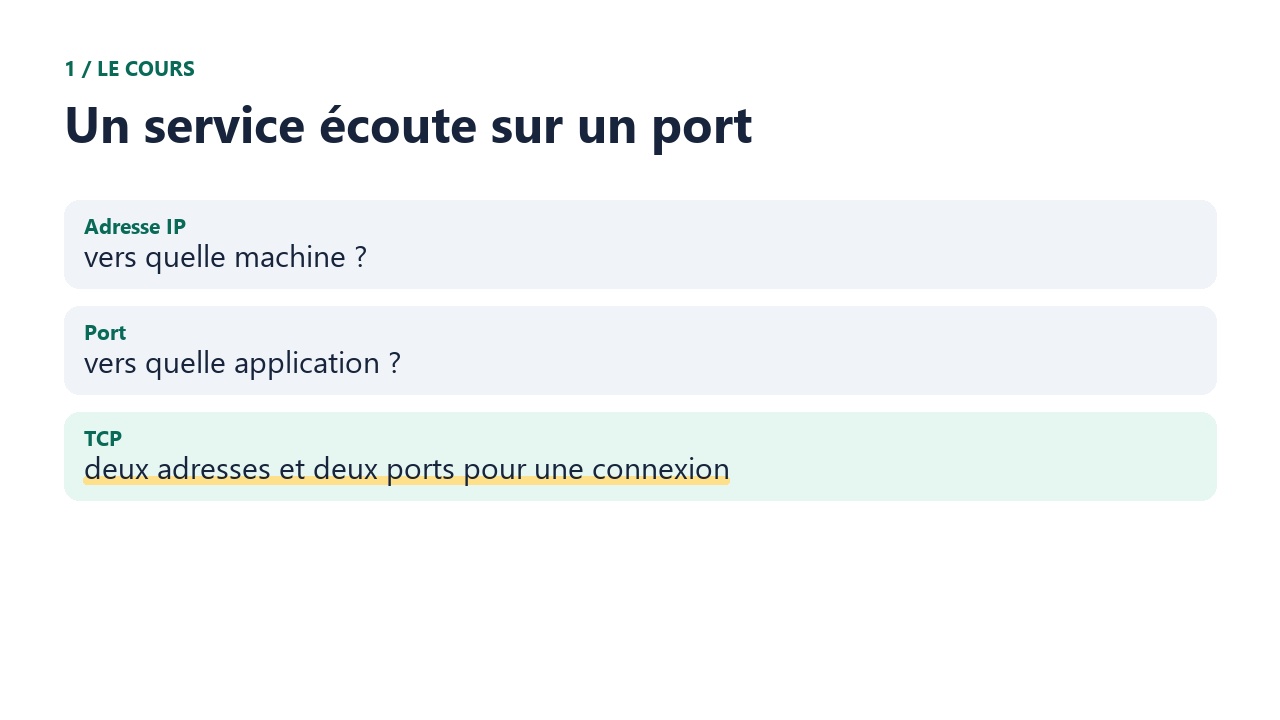 1 / LE COURS
Un service écoute sur un port
Adresse IP
vers quelle machine ?
Port
vers quelle application ?
TCP
deux adresses et deux ports pour une connexion